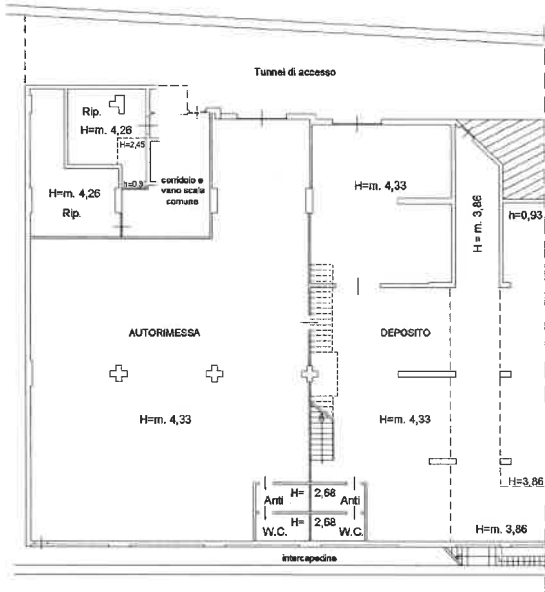 Tunnel di accesso
Rip.
H=m. 4,26
H=2,45
h=0,9
corridoio e
vano scala
comune
H=m. 4,26
Rip.
H=m. 4,33
H= m. 3,86
h=0,93
AUTORIMESSA
DEPOSITO
H=m. 4,33
H=m. 4,33
H=3,86
Anti
H=
2,68
Anti
W.C.
H=
2,68
W.C.
H=m. 3,86
intercapedine